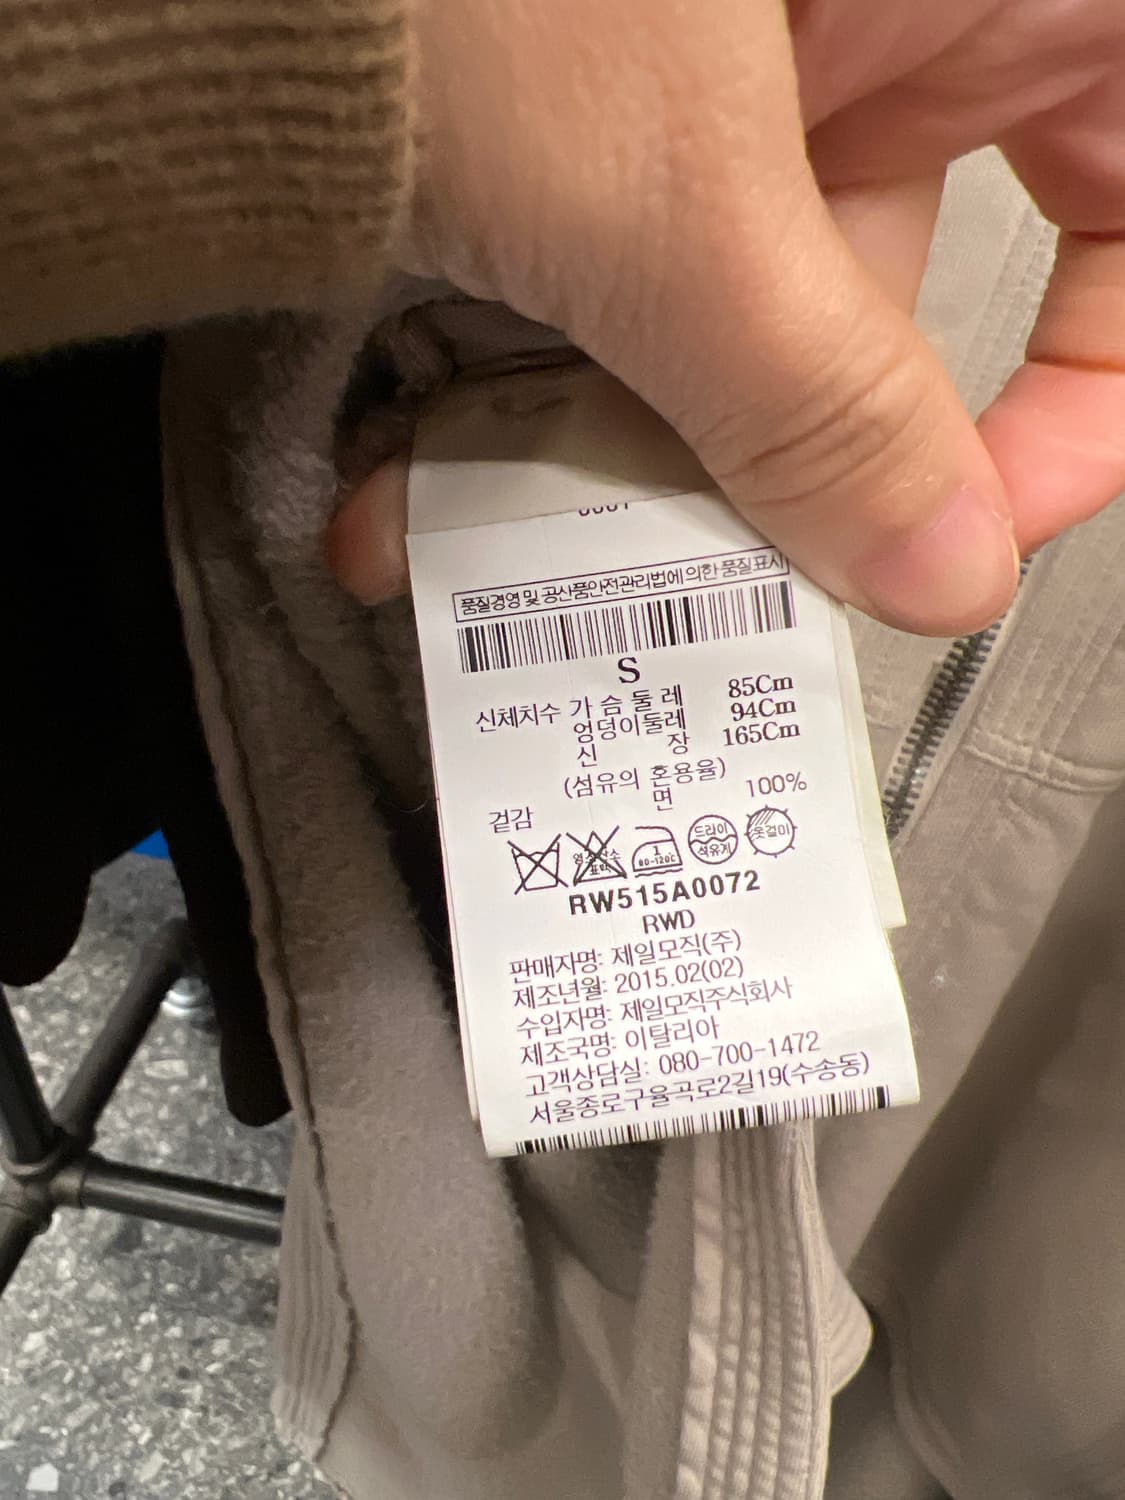 품질경영 및 공산품안전관리법에 의한 품질표시
S
신체치수 가 슴 둘 레 85Cm
엉덩이둘레 94Cm
신 장 165Cm
(섬유의 혼용율)
겉감 면 100%
표백
1
80-120℃
드라이
석유계
옷걸이
RW515A0072
RWD
판매자명: 제일모직(주)
제조년월: 2015.02(02)
수입자명: 제일모직주식회사
제조국명: 이탈리아
고객상담실: 080-700-1472
서울종로구율곡로2길19(수송동)